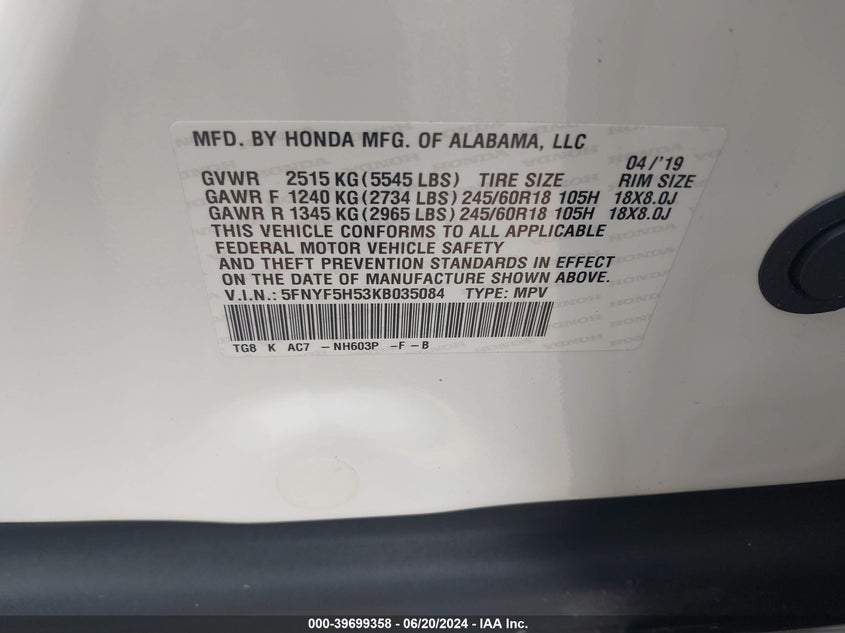 MFD. BY HONDA MFG. OF ALABAMA, LLC
04/'19
GVWR 2515 KG (5545 LBS) TIRE SIZE RIM SIZE
GAWR F 1240 KG (2734 LBS) 245/60R18 105H 18X8.0J
GAWR R 1345 KG (2965 LBS) 245/60R18 105H 18X8.0J
THIS VEHICLE CONFORMS TO ALL APPLICABLE
FEDERAL MOTOR VEHICLE SAFETY
AND THEFT PREVENTION STANDARDS IN EFFECT
ON THE DATE OF MANUFACTURE SHOWN ABOVE.
V.I.N.: 5FNYF5H53KB035084 TYPE: MPV
TG8 K AC7 -NH603P -F-B
000-39699358 - 06/20/2024 - IAA Inc.